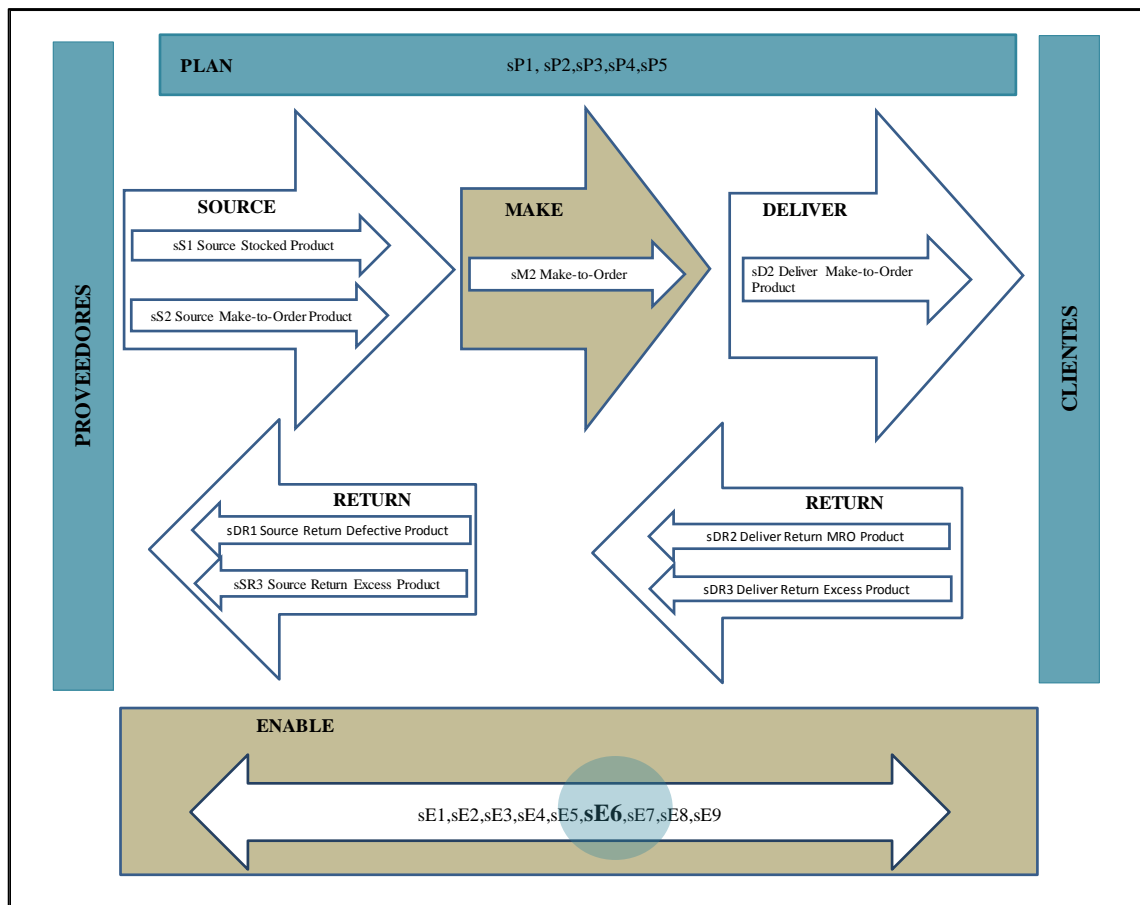 PLAN
sP1, sP2,sP3,sP4,sP5
PROVEEDORES
SOURCE
sS1 Source Stocked Product
sS2 Source Make-to-Order Product
MAKE
sM2 Make-to-Order
DELIVER
sD2 Deliver Make-to-Order
Product
CLIENTES
RETURN
sDR1 Source Return Defective Product
sSR3 Source Return Excess Product
RETURN
sDR2 Deliver Return MRO Product
sDR3 Deliver Return Excess Product
ENABLE
sE1,sE2,sE3,sE4,sE5,sE6,sE7,sE8,sE9